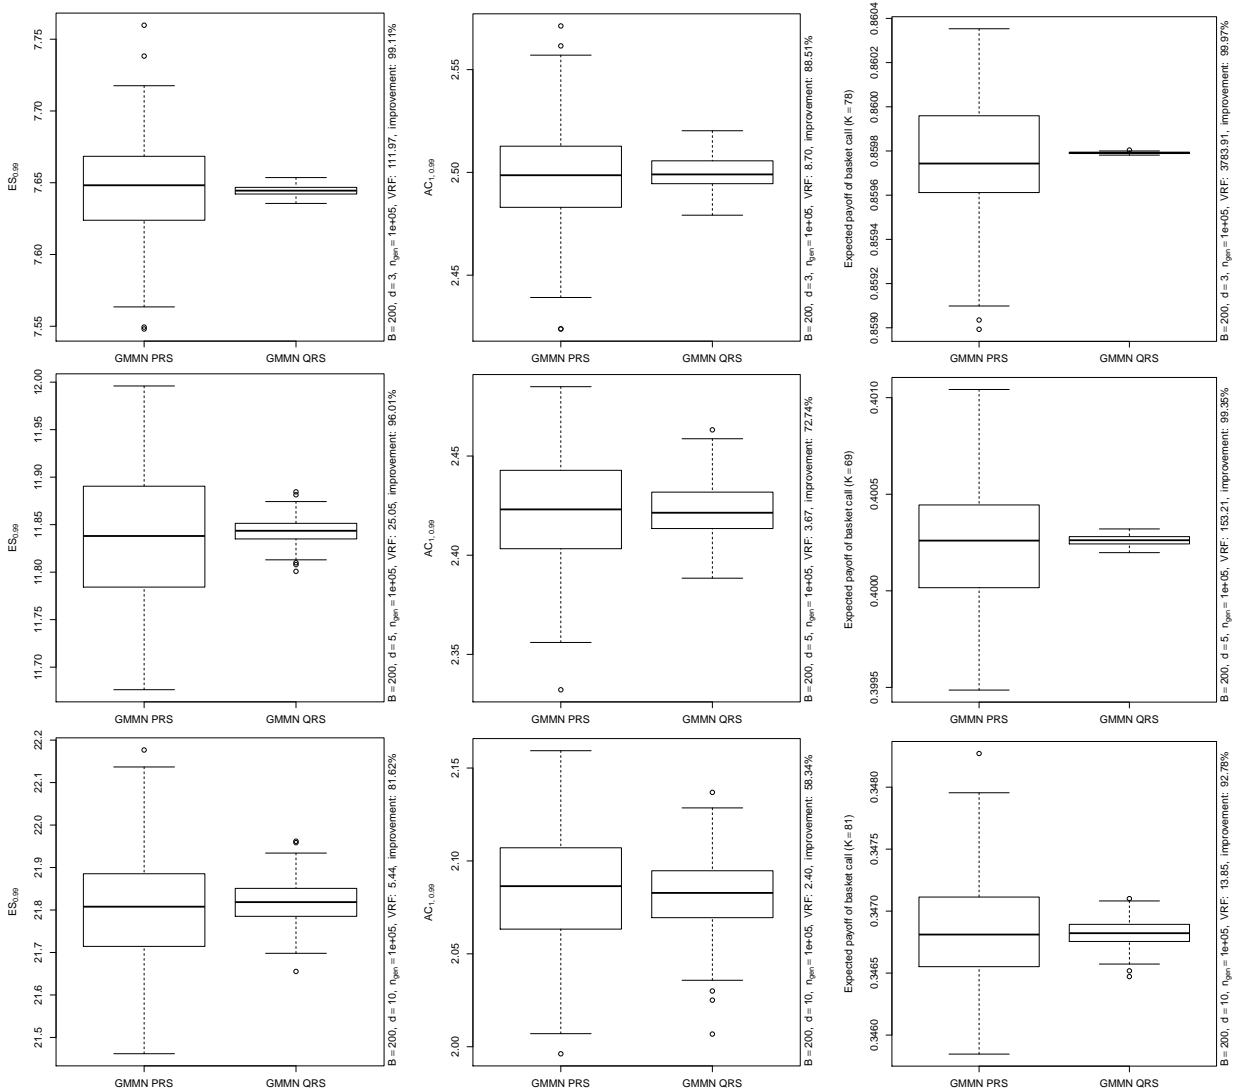 ES0.99
7.55
7.60
7.65
7.70
7.75
GMMN PRS
GMMN QRS
B = 200, d = 3, ngen = 1e+05, VRF: 111.97, improvement: 99.11%
AC1, 0.99
2.45
2.50
2.55
GMMN PRS
GMMN QRS
B = 200, d = 3, ngen = 1e+05, VRF: 8.70, improvement: 88.51%
Expected payoff of basket call (K = 78)
0.8590
0.8592
0.8594
0.8596
0.8598
0.8600
0.8602
0.8604
GMMN PRS
GMMN QRS
B = 200, d = 3, ngen = 1e+05, VRF: 3783.91, improvement: 99.97%
ES0.99
11.70
11.75
11.80
11.85
11.90
11.95
12.00
GMMN PRS
GMMN QRS
B = 200, d = 5, ngen = 1e+05, VRF: 25.05, improvement: 96.01%
AC1, 0.99
2.35
2.40
2.45
GMMN PRS
GMMN QRS
B = 200, d = 5, ngen = 1e+05, VRF: 3.67, improvement: 72.74%
Expected payoff of basket call (K = 69)
0.3995
0.4000
0.4005
0.4010
GMMN PRS
GMMN QRS
B = 200, d = 5, ngen = 1e+05, VRF: 153.21, improvement: 99.35%
ES0.99
21.5
21.6
21.7
21.8
21.9
22.0
22.1
22.2
GMMN PRS
GMMN QRS
B = 200, d = 10, ngen = 1e+05, VRF: 5.44, improvement: 81.62%
AC1, 0.99
2.00
2.05
2.10
2.15
GMMN PRS
GMMN QRS
B = 200, d = 10, ngen = 1e+05, VRF: 2.40, improvement: 58.34%
Expected payoff of basket call (K = 81)
0.3460
0.3465
0.3470
0.3475
0.3480
GMMN PRS
GMMN QRS
B = 200, d = 10, ngen = 1e+05, VRF: 13.85, improvement: 92.78%